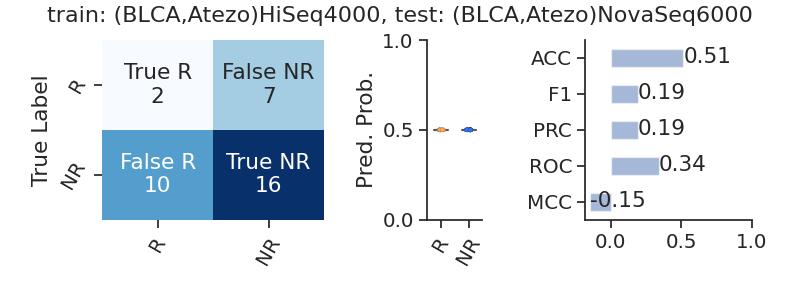 train: (BLCA,Atezo)HiSeq4000, test: (BLCA,Atezo)NovaSeq6000
True Label
R
NR
True R
2
False NR
7
False R
10
True NR
16
R
NR
Pred. Prob.
1.0
0.5
0.0
R
NR
ACC
0.51
F1
0.19
PRC
0.19
ROC
0.34
MCC
-0.15
0.0
0.5
1.0